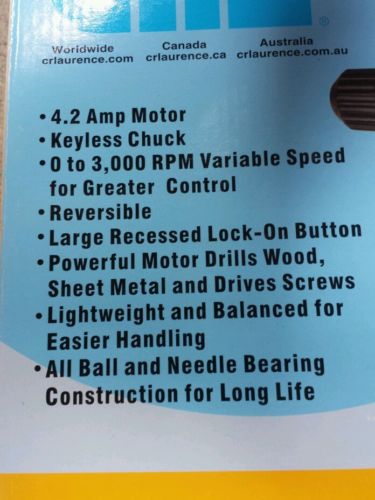 ®
Worldwide Canada Australia
crlaurence.com crlaurence.ca crlaurence.com.au
• 4.2 Amp Motor
• Keyless Chuck
• 0 to 3,000 RPM Variable Speed
for Greater Control
• Reversible
• Large Recessed Lock-On Button
• Powerful Motor Drills Wood,
Sheet Metal and Drives Screws
• Lightweight and Balanced for
Easier Handling
• All Ball and Needle Bearing
Construction for Long Life